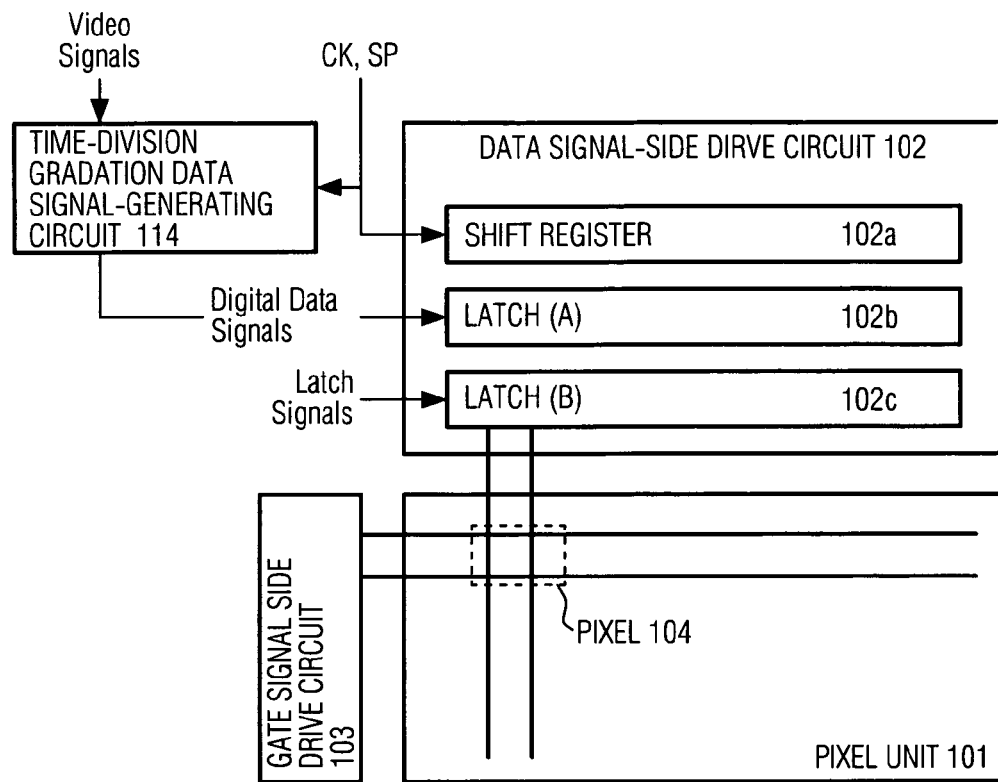 Video
Signals
CK, SP
TIME-DIVISION
GRADATION DATA
SIGNAL-GENERATING
CIRCUIT 114
DATA SIGNAL-SIDE DIRVE CIRCUIT 102
SHIFT REGISTER 102a
Digital Data
Signals
LATCH (A) 102b
Latch
Signals
LATCH (B) 102c
GATE SIGNAL SIDE
DRIVE CIRCUIT
103
PIXEL 104
PIXEL UNIT 101